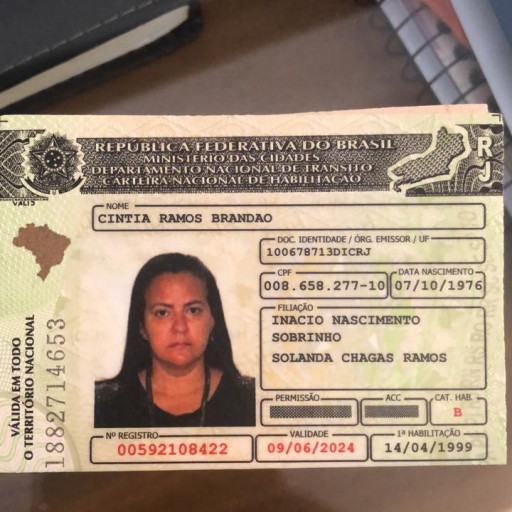 REPÚBLICA FEDERATIVA DO BRASIL
MINISTÉRIO DAS CIDADES
DEPARTAMENTO NACIONAL DE TRÂNSITO
CARTEIRA NACIONAL DE HABILITAÇÃO
RJ
NOME
CINTIA RAMOS BRANDAO
DOC. IDENTIDADE / ÓRG. EMISSOR / UF
100678713DICRJ
CPF
008.658.277-10
DATA NASCIMENTO
07/10/1976
FILIAÇÃO
INACIO NASCIMENTO
SOBRINHO
SOLANDA CHAGAS RAMOS
PERMISSÃO
ACC
CAT. HAB.
B
Nº REGISTRO
00592108422
VALIDADE
09/06/2024
1ª HABILITAÇÃO
14/04/1999
VÁLIDA EM TODO
O TERRITÓRIO NACIONAL
1882714653